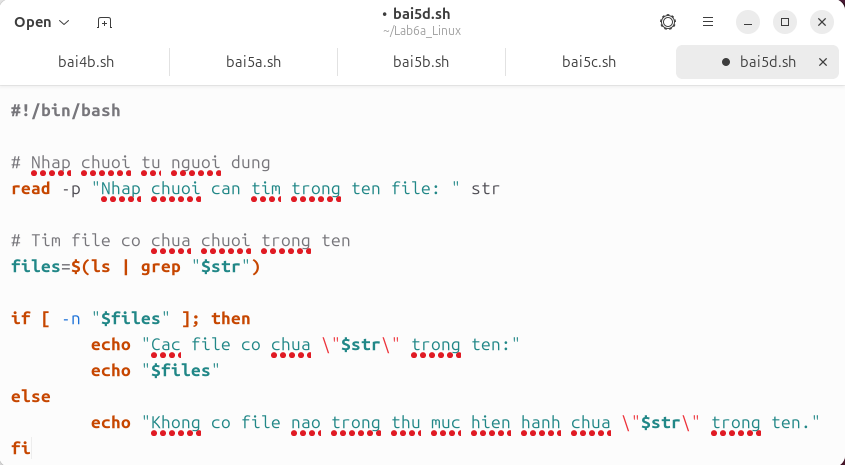 Open
• bai5d.sh
~/Lab6a_Linux
bai4b.sh
bai5a.sh
bai5b.sh
bai5c.sh
● bai5d.sh
#!/bin/bash
# Nhap chuoi tu nguoi dung
read -p "Nhap chuoi can tim trong ten file: " str
# Tim file co chua chuoi trong ten
files=$(ls | grep "$str")
if [ -n "$files" ]; then
        echo "Cac file co chua \"$str\" trong ten:"
        echo "$files"
else
        echo "Khong co file nao trong thu muc hien hanh chua \"$str\" trong ten."
fi